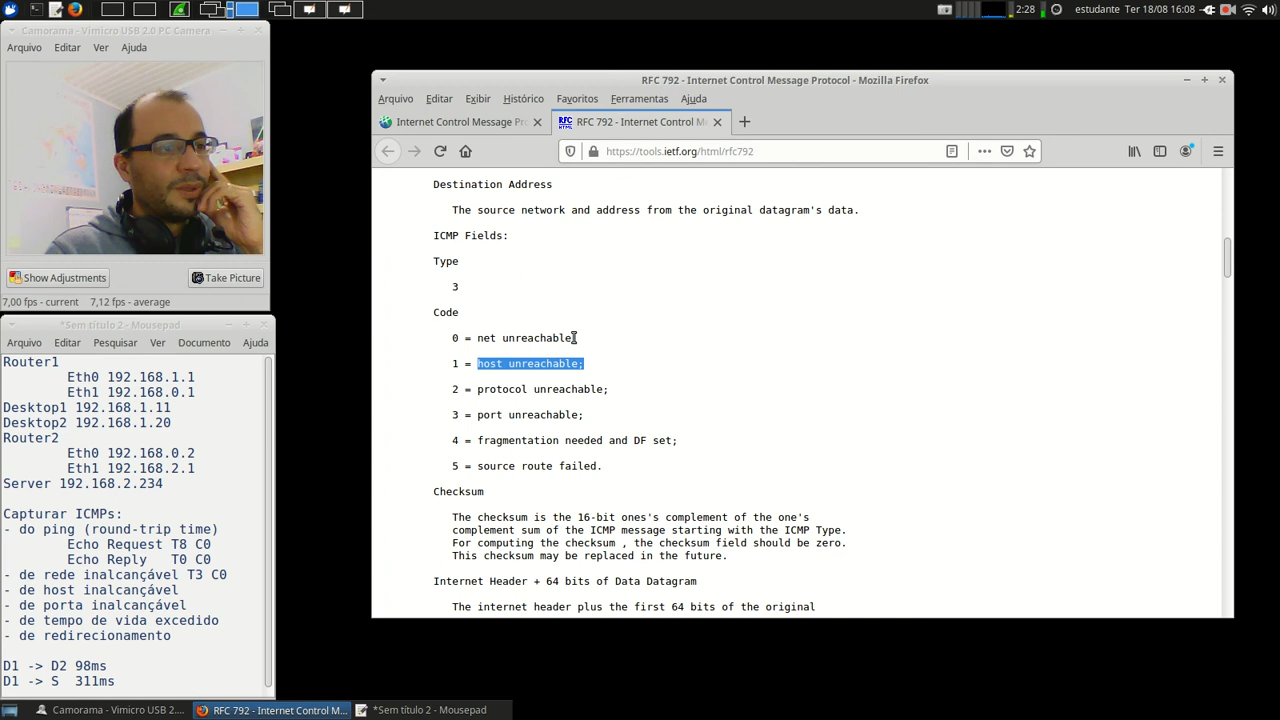 2:28
estudante Ter 18/08 16:08
Camorama - Vimicro USB 2.0 PC Camera
Arquivo Editar Ver Ajuda
Show Adjustments
Take Picture
7,00 fps - current 7,12 fps - average
*Sem título 2 - Mousepad
Arquivo Editar Pesquisar Ver Documento Ajuda
Router1
Eth0 192.168.1.1
Eth1 192.168.0.1
Desktop1 192.168.1.11
Desktop2 192.168.1.20
Router2
Eth0 192.168.0.2
Eth1 192.168.2.1
Server 192.168.2.234
Capturar ICMPs:
- do ping (round-trip time)
Echo Request T8 C0
Echo Reply T0 C0
- de rede inalcançável T3 C0
- de host inalcançável
- de porta inalcançável
- de tempo de vida excedido
- de redirecionamento
D1 -> D2 98ms
D1 -> S 311ms
RFC 792 - Internet Control Message Protocol - Mozilla Firefox
Arquivo Editar Exibir Histórico Favoritos Ferramentas Ajuda
Internet Control Message Pro
RFC HTML
RFC 792 - Internet Control Me
https://tools.ietf.org/html/rfc792
Destination Address
The source network and address from the original datagram's data.
ICMP Fields:
Type
3
Code
0 = net unreachable;
1 = host unreachable;
2 = protocol unreachable;
3 = port unreachable;
4 = fragmentation needed and DF set;
5 = source route failed.
Checksum
The checksum is the 16-bit ones's complement of the one's
complement sum of the ICMP message starting with the ICMP Type.
For computing the checksum , the checksum field should be zero.
This checksum may be replaced in the future.
Internet Header + 64 bits of Data Datagram
The internet header plus the first 64 bits of the original
Camorama - Vimicro USB 2....
RFC 792 - Internet Control M...
*Sem título 2 - Mousepad